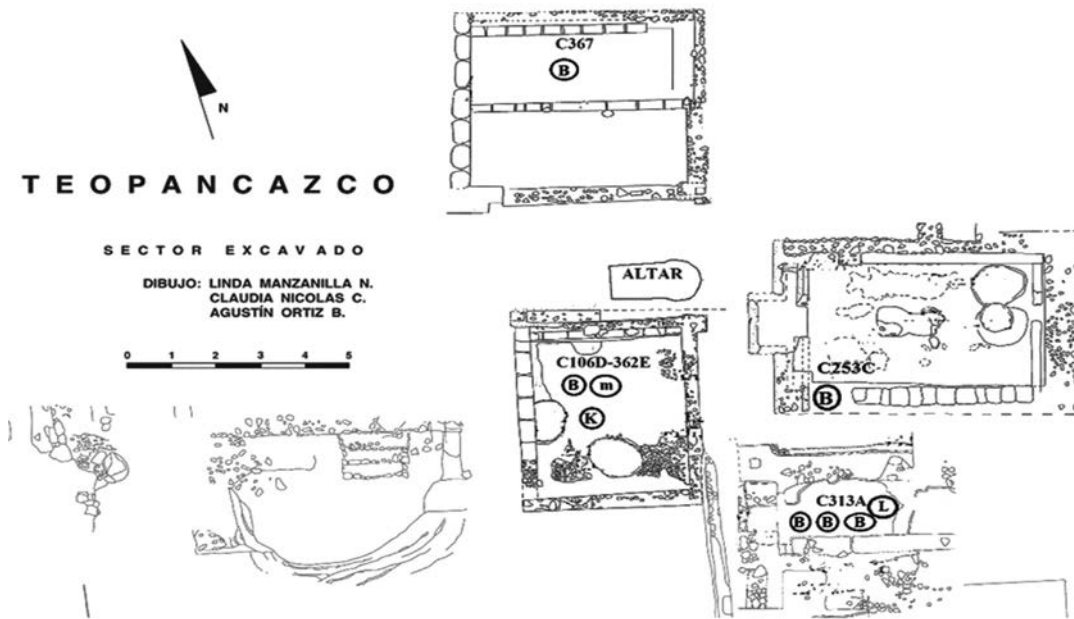 N
TEOPANCAZCO
SECTOR EXCAVADO
DIBUJO: LINDA MANZANILLA N.
CLAUDIA NICOLAS C.
AGUSTÍN ORTIZ B.
0 1 2 3 4 5
C367
B
ALTAR
C106D-362E
B m
K
C253C
B
C313A
L
B B B